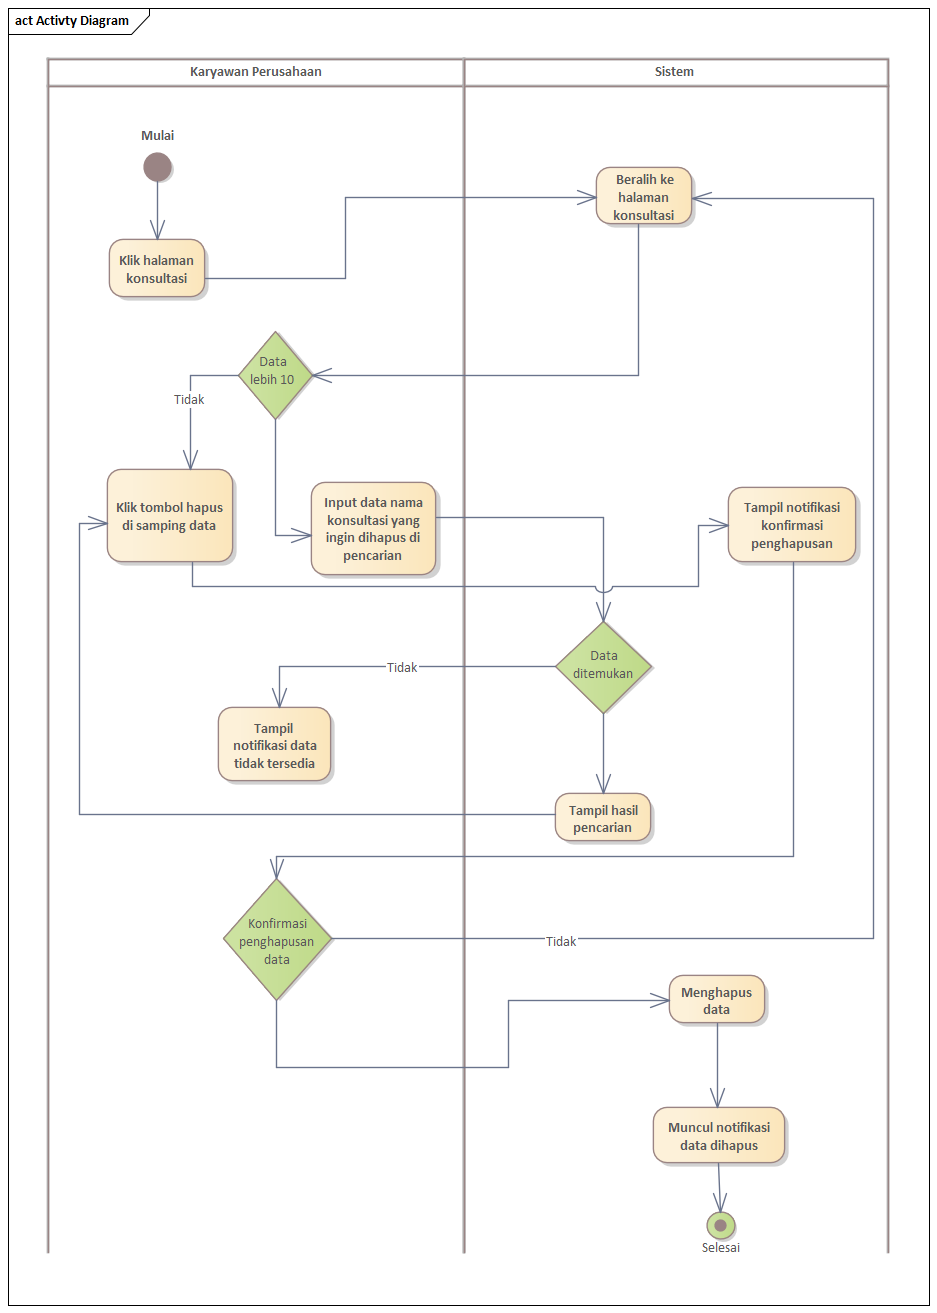 act Activty Diagram
Karyawan Perusahaan
Sistem
Mulai
Beralih ke
halaman
konsultasi
Klik halaman
konsultasi
Data
lebih 10
Tidak
Klik tombol hapus
di samping data
Input data nama
konsultasi yang
ingin dihapus di
pencarian
Tampil notifikasi
konfirmasi
penghapusan
Data
ditemukan
Tidak
Tampil
notifikasi data
tidak tersedia
Tampil hasil
pencarian
Konfirmasi
penghapusan
data
Tidak
Menghapus
data
Muncul notifikasi
data dihapus
Selesai